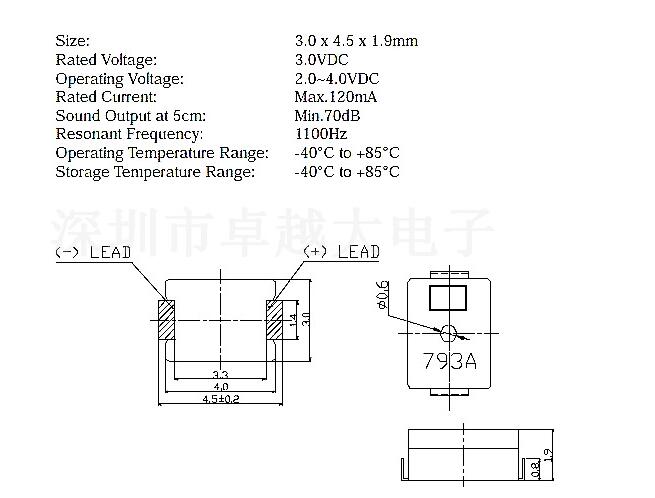 Size: 3.0 x 4.5 x 1.9mm
Rated Voltage: 3.0VDC
Operating Voltage: 2.0~4.0VDC
Rated Current: Max.120mA
Sound Output at 5cm: Min.70dB
Resonant Frequency: 1100Hz
Operating Temperature Range: -40°C to +85°C
Storage Temperature Range: -40°C to +85°C
深圳市卓越大电子
(-) LEAD
(+) LEAD
1.4
3.0
3.3
4.0
4.5±0.2
ø0.6
793A
0.8
1.9